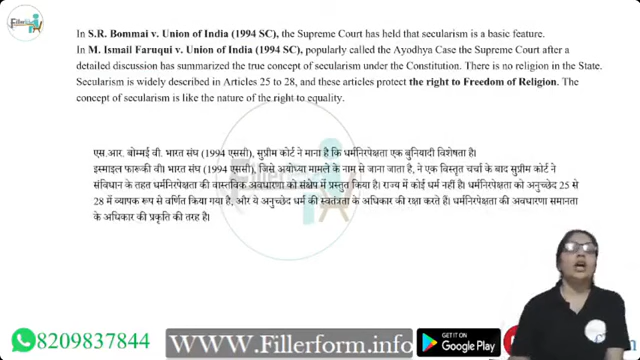 Fillerform
In S.R. Bommai v. Union of India (1994 SC), the Supreme Court has held that secularism is a basic feature.
In M. Ismail Faruqui v. Union of India (1994 SC), popularly called the Ayodhya Case the Supreme Court after a
detailed discussion has summarized the true concept of secularism under the Constitution. There is no religion in the State.
Secularism is widely described in Articles 25 to 28, and these articles protect the right to Freedom of Religion. The
concept of secularism is like the nature of the right to equality.
एस.आर. बोम्मई वी. भारत संघ (1994 एससी), सुप्रीम कोर्ट ने माना है कि धर्मनिरपेक्षता एक बुनियादी विशेषता है।
इस्माइल फारूकी वी। भारत संघ (1994 एससी), जिसे अयोध्या मामले के नाम से जाना जाता है, ने एक विस्तृत चर्चा के बाद सुप्रीम कोर्ट ने
संविधान के तहत धर्मनिरपेक्षता की वास्तविक अवधारणा को संक्षेप में प्रस्तुत किया है। राज्य में कोई धर्म नहीं है। धर्मनिरपेक्षता को अनुच्छेद 25 से
28 में व्यापक रूप से वर्णित किया गया है, और ये अनुच्छेद धर्म की स्वतंत्रता के अधिकार की रक्षा करते हैं। धर्मनिरपेक्षता की अवधारणा समानता
के अधिकार की प्रकृति की तरह है।
8209837844 WWW.Fillerform.info GET IT ON Google Play